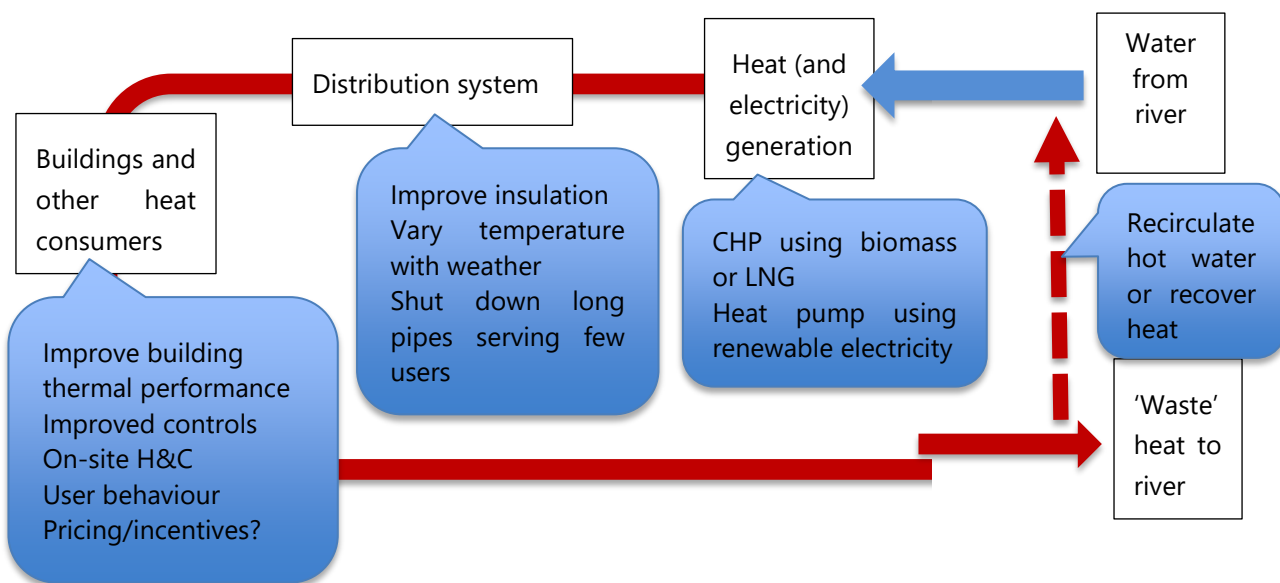 Distribution system
Heat (and
electricity)
generation
Water
from
river
Buildings and
other heat
consumers
Improve insulation
Vary temperature
with weather
Shut down long
pipes serving few
users
CHP using biomass
or LNG
Heat pump using
renewable electricity
Recirculate
hot water
or recover
heat
Improve building
thermal performance
Improved controls
On-site H&C
User behaviour
Pricing/incentives?
‘Waste’
heat to
river